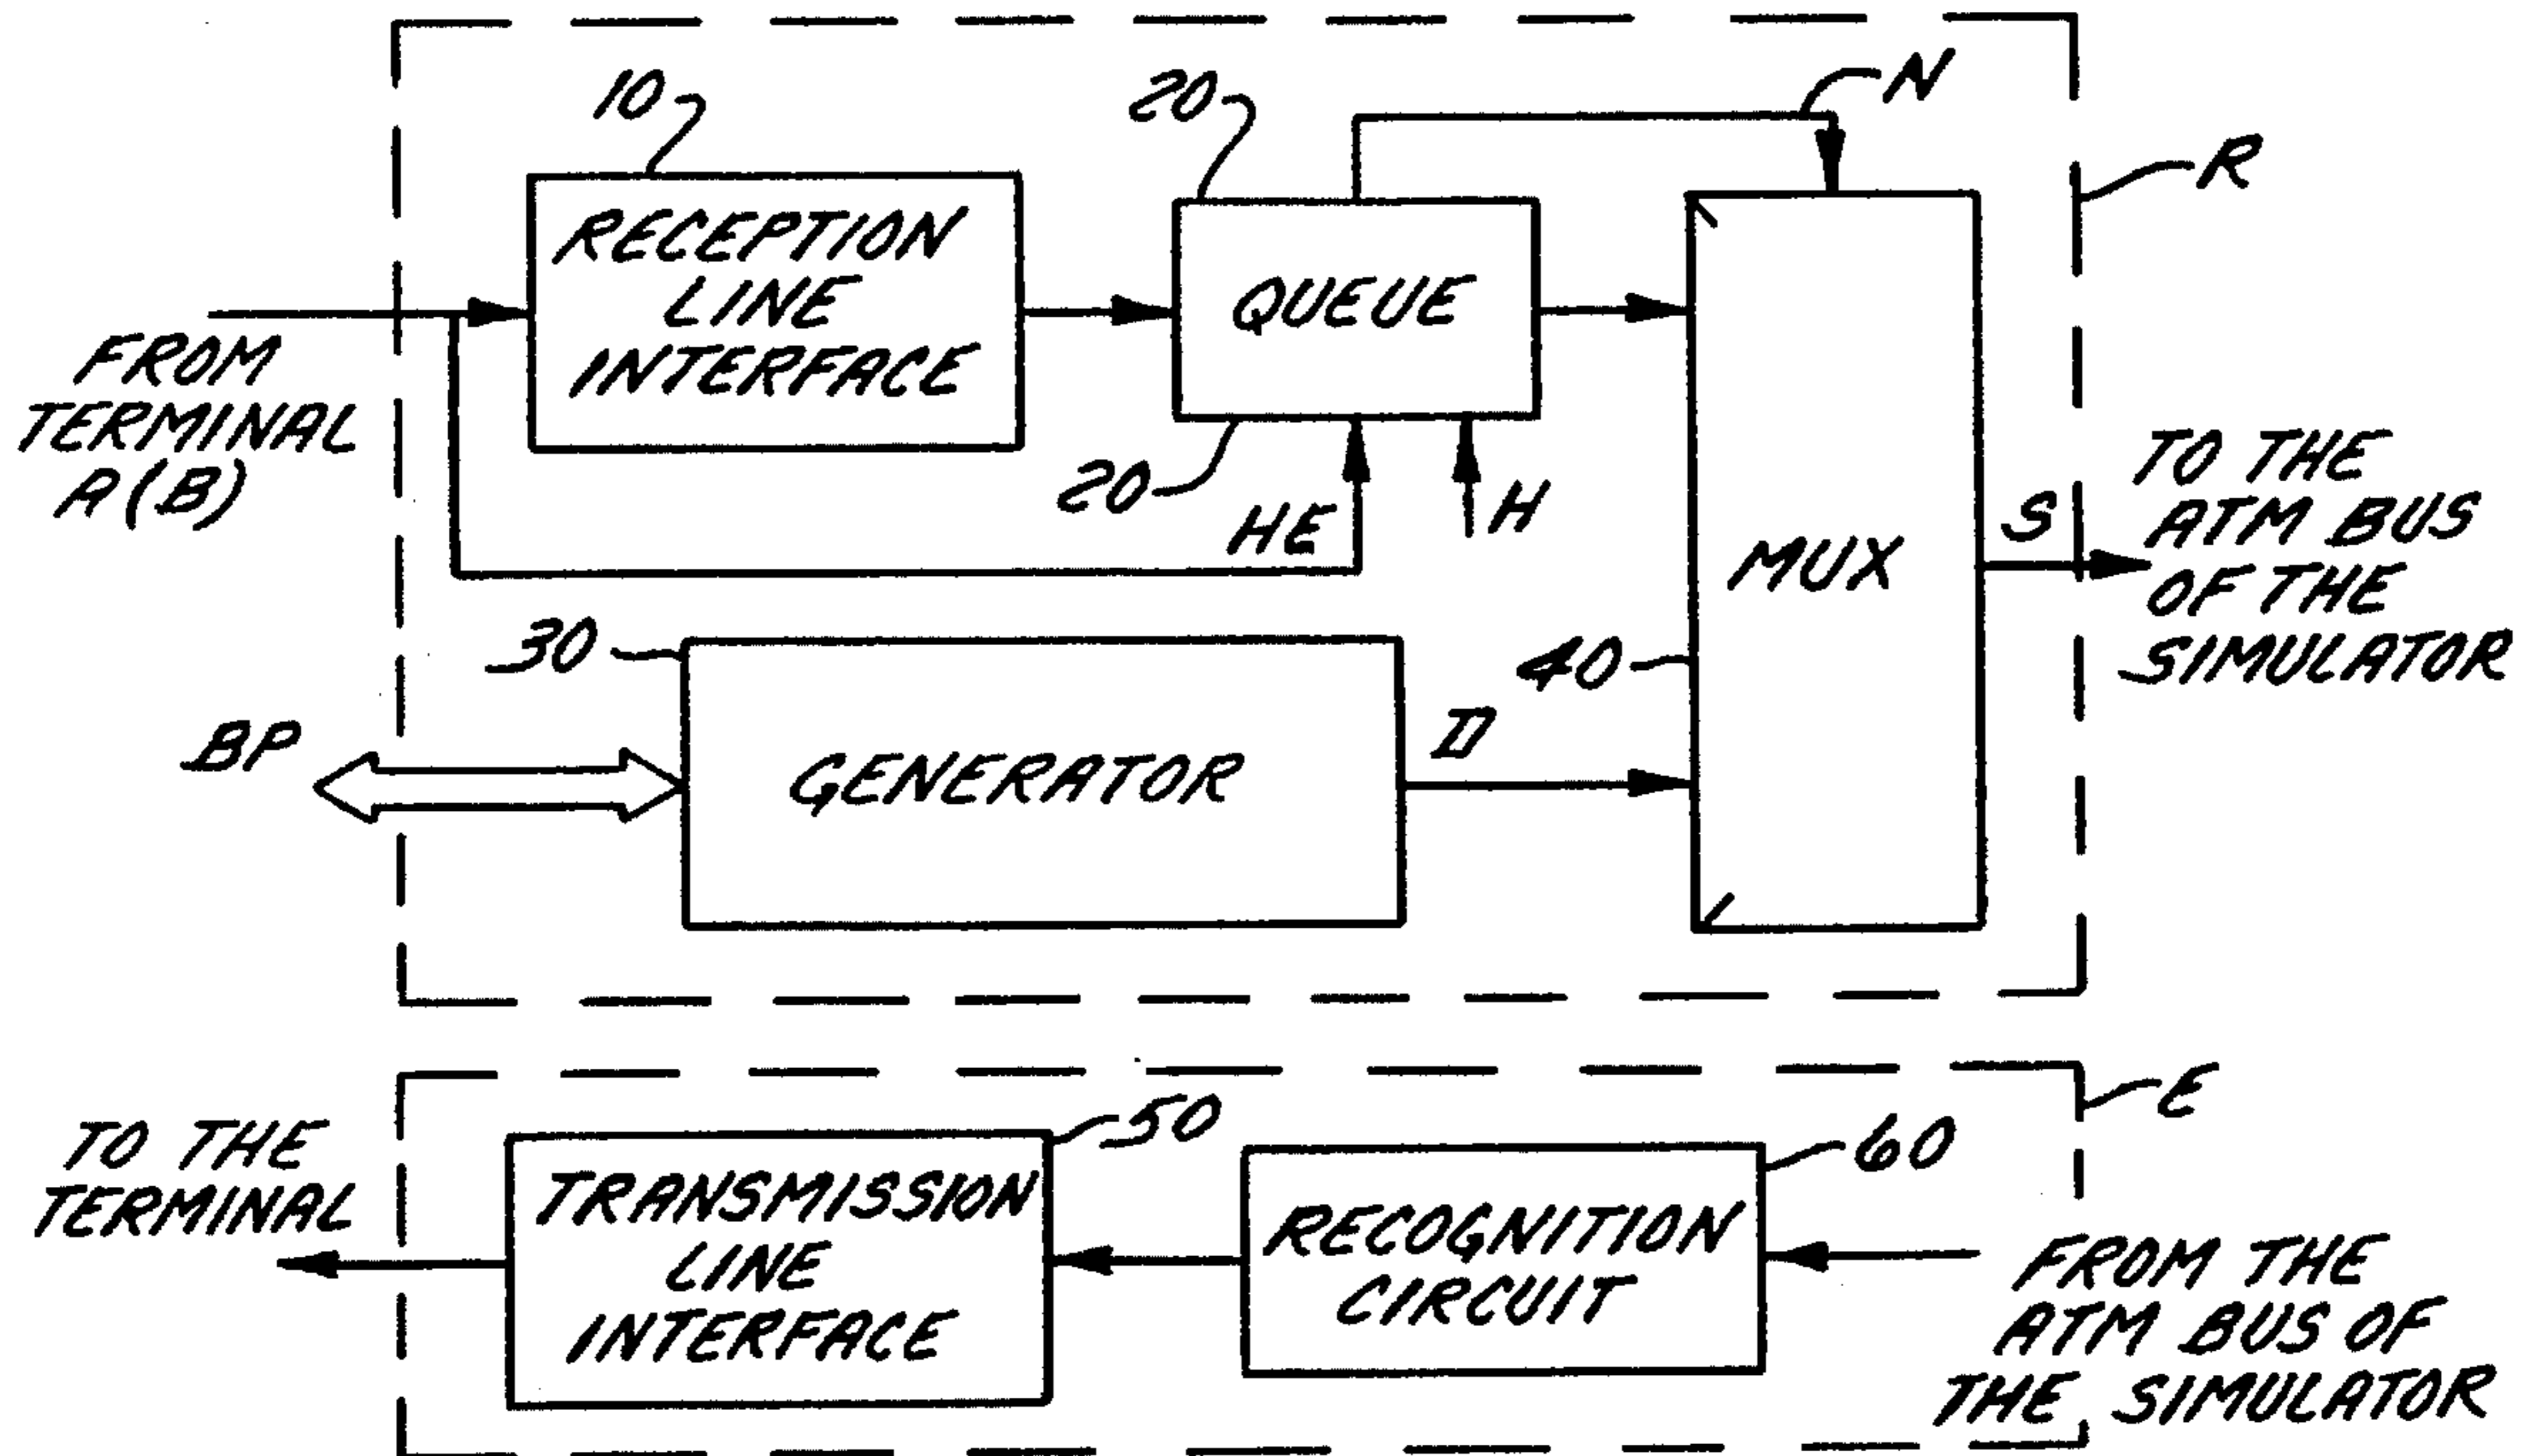 10
20
N
R
RECEPTION
LINE
INTERFACE
QUEUE
FROM
TERMINAL
A(B)
20
HE
H
MUX
S
TO THE
ATM BUS
OF THE
SIMULATOR
30
40
BP
GENERATOR
D
E
TO THE
TERMINAL
50
60
TRANSMISSION
LINE
INTERFACE
RECOGNITION
CIRCUIT
FROM THE
ATM BUS OF
THE SIMULATOR